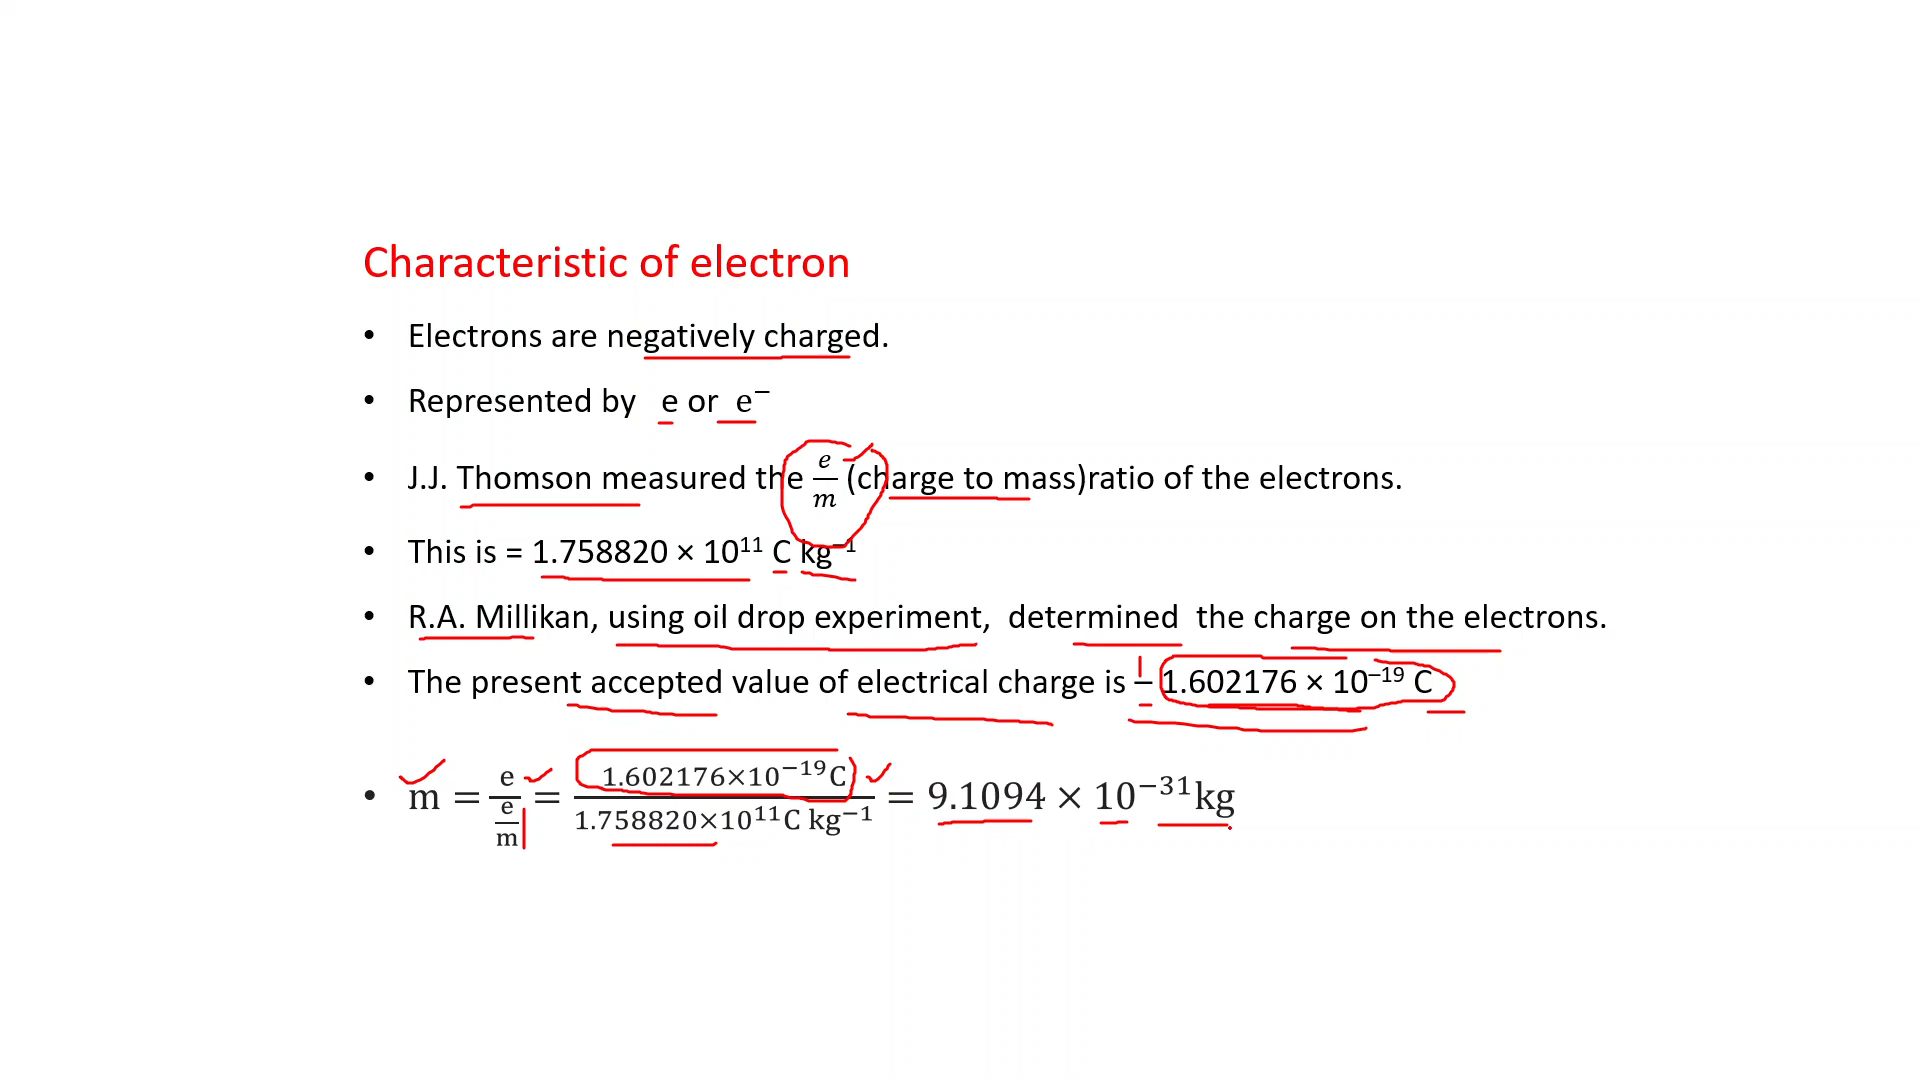 Characteristic of electron
• Electrons are negatively charged.
• Represented by e or e⁻
• J.J. Thomson measured the e/m (charge to mass)ratio of the electrons.
• This is = 1.758820 × 10¹¹ C kg⁻¹
• R.A. Millikan, using oil drop experiment, determined the charge on the electrons.
• The present accepted value of electrical charge is – 1.602176 × 10⁻¹⁹ C
• m = e/(e/m) = 1.602176×10⁻¹⁹C / 1.758820×10¹¹C kg⁻¹ = 9.1094 × 10⁻³¹kg